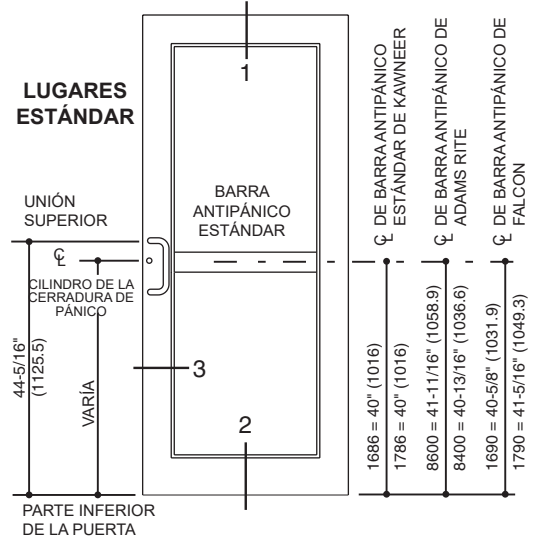 LUGARES
ESTÁNDAR
UNIÓN
SUPERIOR
℄
CILINDRO DE LA
CERRADURA DE
PÁNICO
44-5/16"
(1125.5)
VARÍA
PARTE INFERIOR
DE LA PUERTA
1
BARRA
ANTIPÁNICO
ESTÁNDAR
3
2
℄ DE BARRA ANTIPÁNICO
ESTÁNDAR DE KAWNEER
1686 = 40" (1016)
1786 = 40" (1016)
℄ DE BARRA ANTIPÁNICO DE
ADAMS RITE
8600 = 41-11/16" (1058.9)
8400 = 40-13/16" (1036.6)
℄ DE BARRA ANTIPÁNICO DE
FALCON
1690 = 40-5/8" (1031.9)
1790 = 41-5/16" (1049.3)